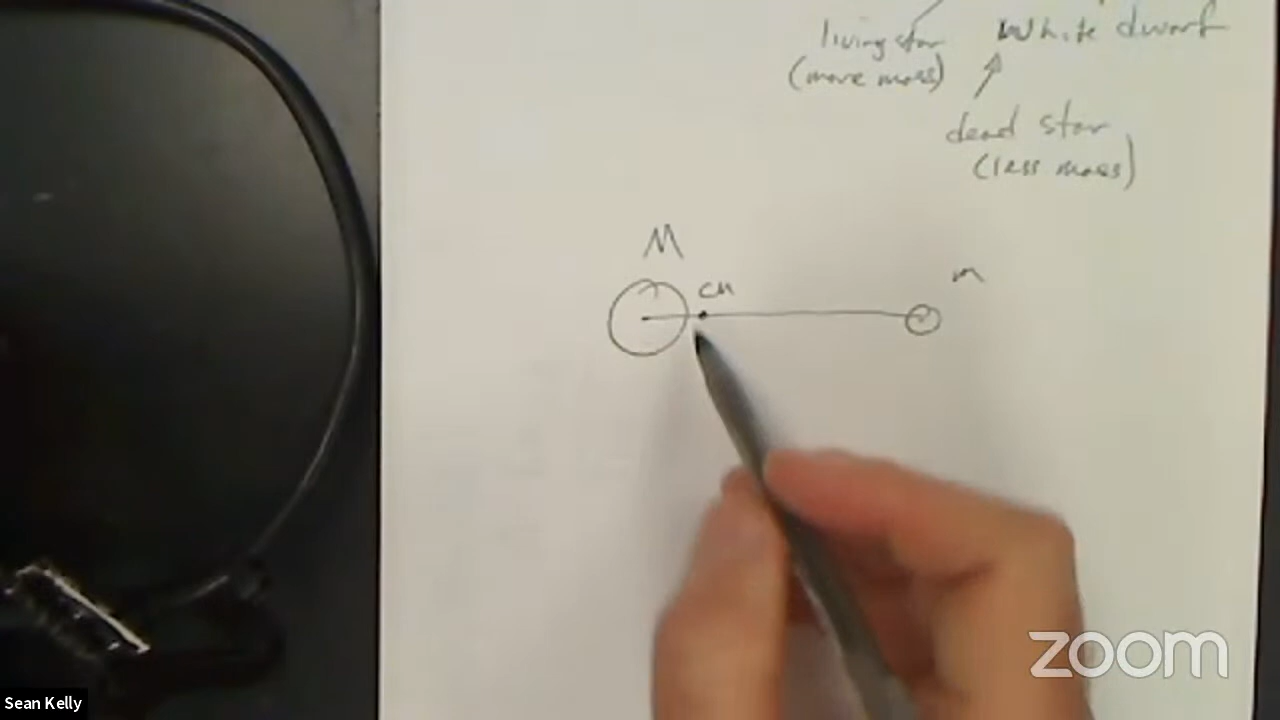 living star
(more mass)
White dwarf
dead star
(less mass)
M
CM
m
zoom
Sean Kelly